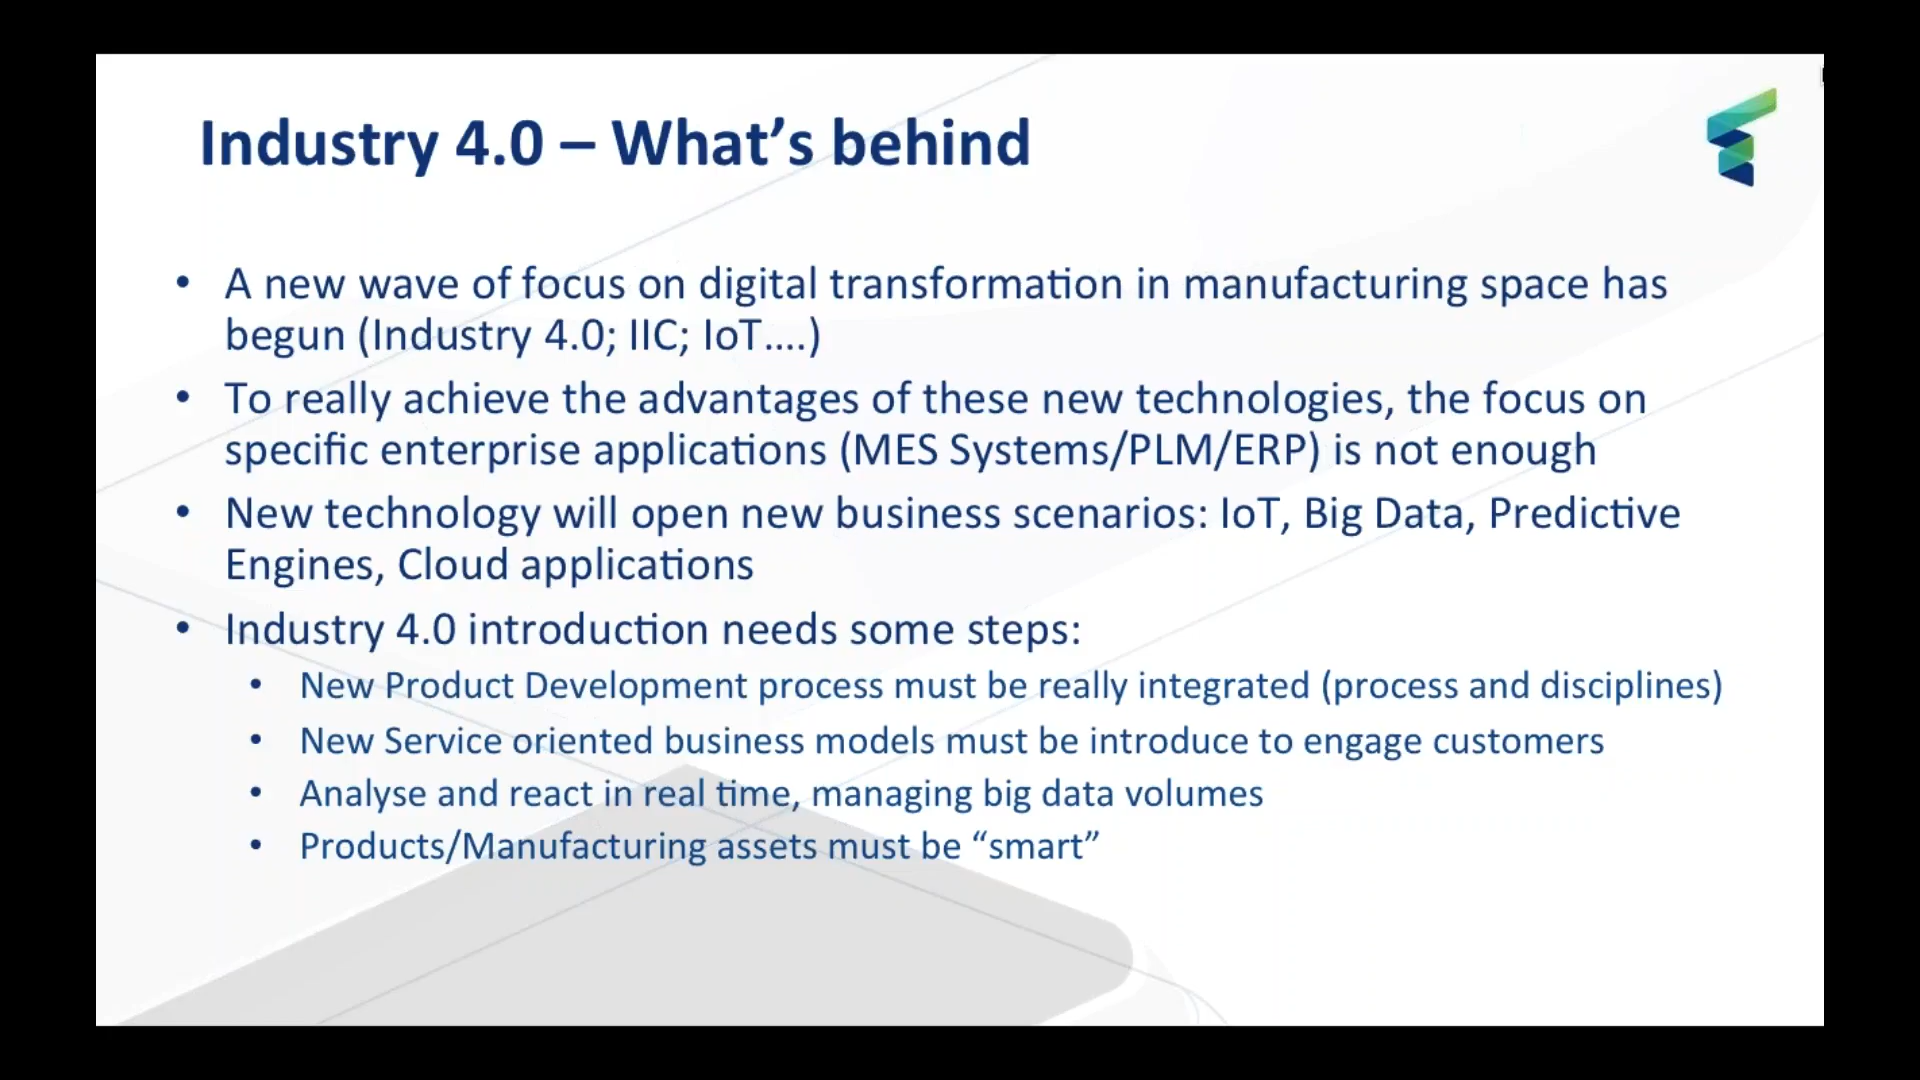 Industry 4.0 – What’s behind
• A new wave of focus on digital transformation in manufacturing space has
begun (Industry 4.0; IIC; IoT....)
• To really achieve the advantages of these new technologies, the focus on
specific enterprise applications (MES Systems/PLM/ERP) is not enough
• New technology will open new business scenarios: IoT, Big Data, Predictive
Engines, Cloud applications
• Industry 4.0 introduction needs some steps:
• New Product Development process must be really integrated (process and disciplines)
• New Service oriented business models must be introduce to engage customers
• Analyse and react in real time, managing big data volumes
• Products/Manufacturing assets must be “smart”